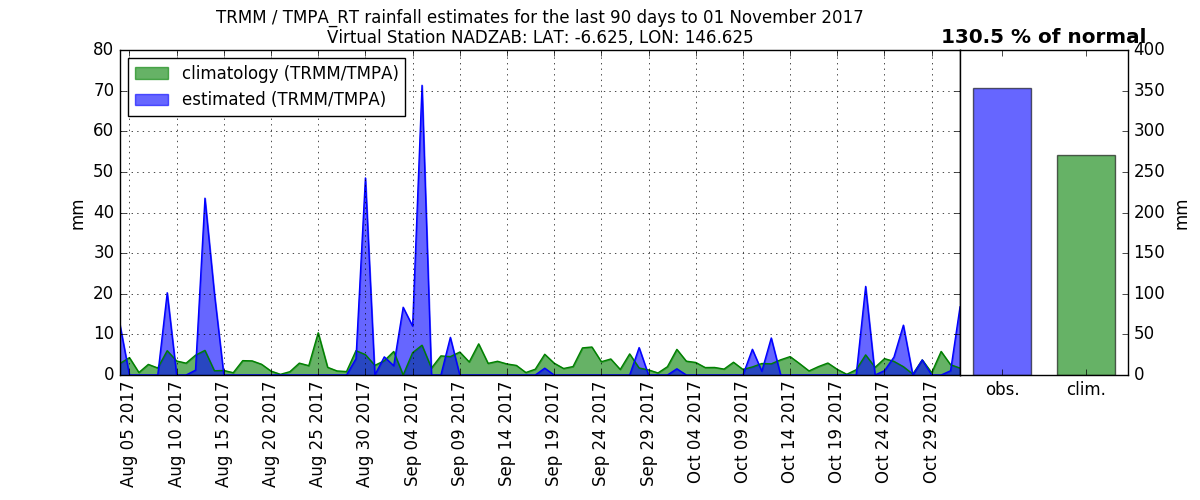 TRMM / TMPA_RT rainfall estimates for the last 90 days to 01 November 2017
Virtual Station NADZAB: LAT: -6.625, LON: 146.625
130.5 % of normal
climatology (TRMM/TMPA)
estimated (TRMM/TMPA)
80
70
60
50
40
30
20
10
0
mm
400
350
300
250
200
150
100
50
0
mm
Aug 05 2017
Aug 10 2017
Aug 15 2017
Aug 20 2017
Aug 25 2017
Aug 30 2017
Sep 04 2017
Sep 09 2017
Sep 14 2017
Sep 19 2017
Sep 24 2017
Sep 29 2017
Oct 04 2017
Oct 09 2017
Oct 14 2017
Oct 19 2017
Oct 24 2017
Oct 29 2017
obs.
clim.